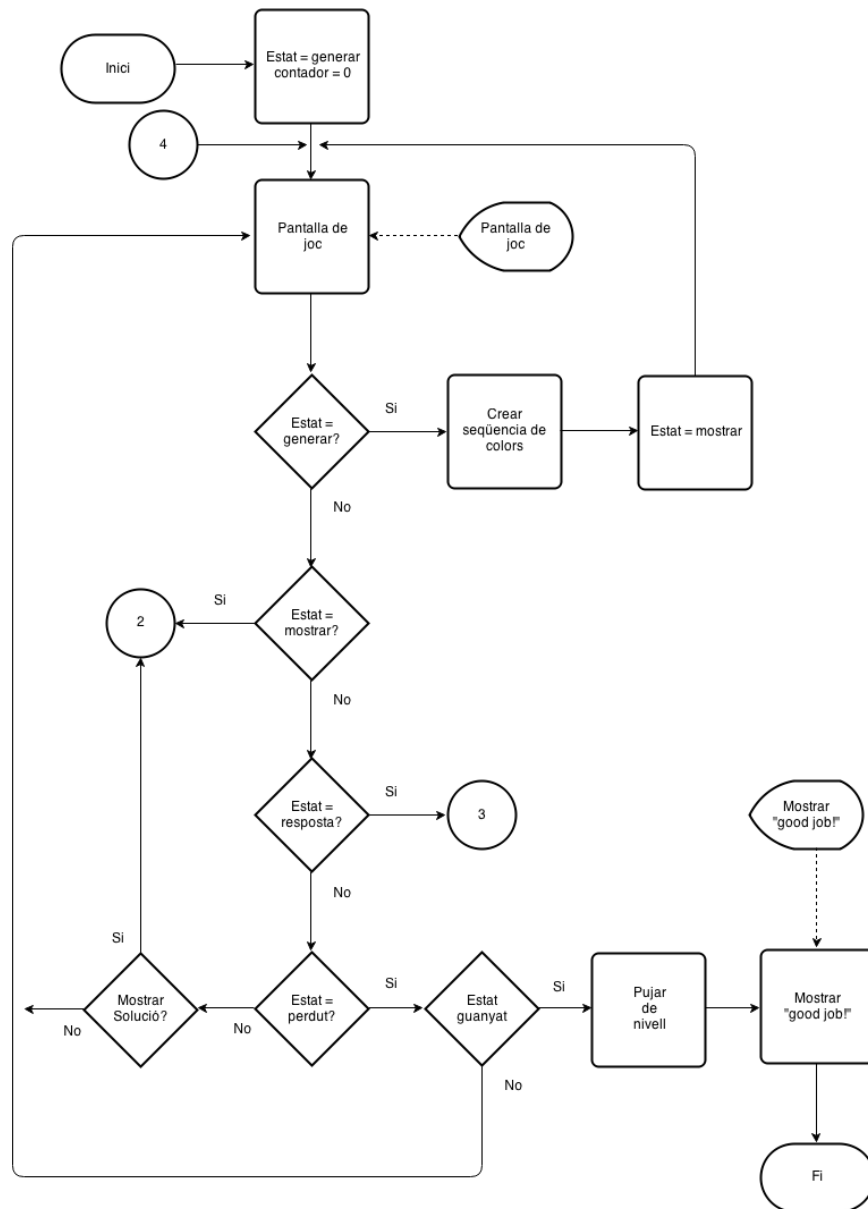 Estat = generar
contador = 0
Inici
4
Pantalla de
joc
Pantalla de
joc
Estat =
generar?
Si
Crear
seqüencia de
colors
Estat = mostrar
No
Estat =
mostrar?
Si
2
No
Estat =
resposta?
Si
3
Mostrar
"good job!"
No
Si
Mostrar
Solució?
No
No
Estat =
perdut?
Si
Estat
guanyat
Si
Pujar
de
nivell
Mostrar
"good job!"
No
Fi